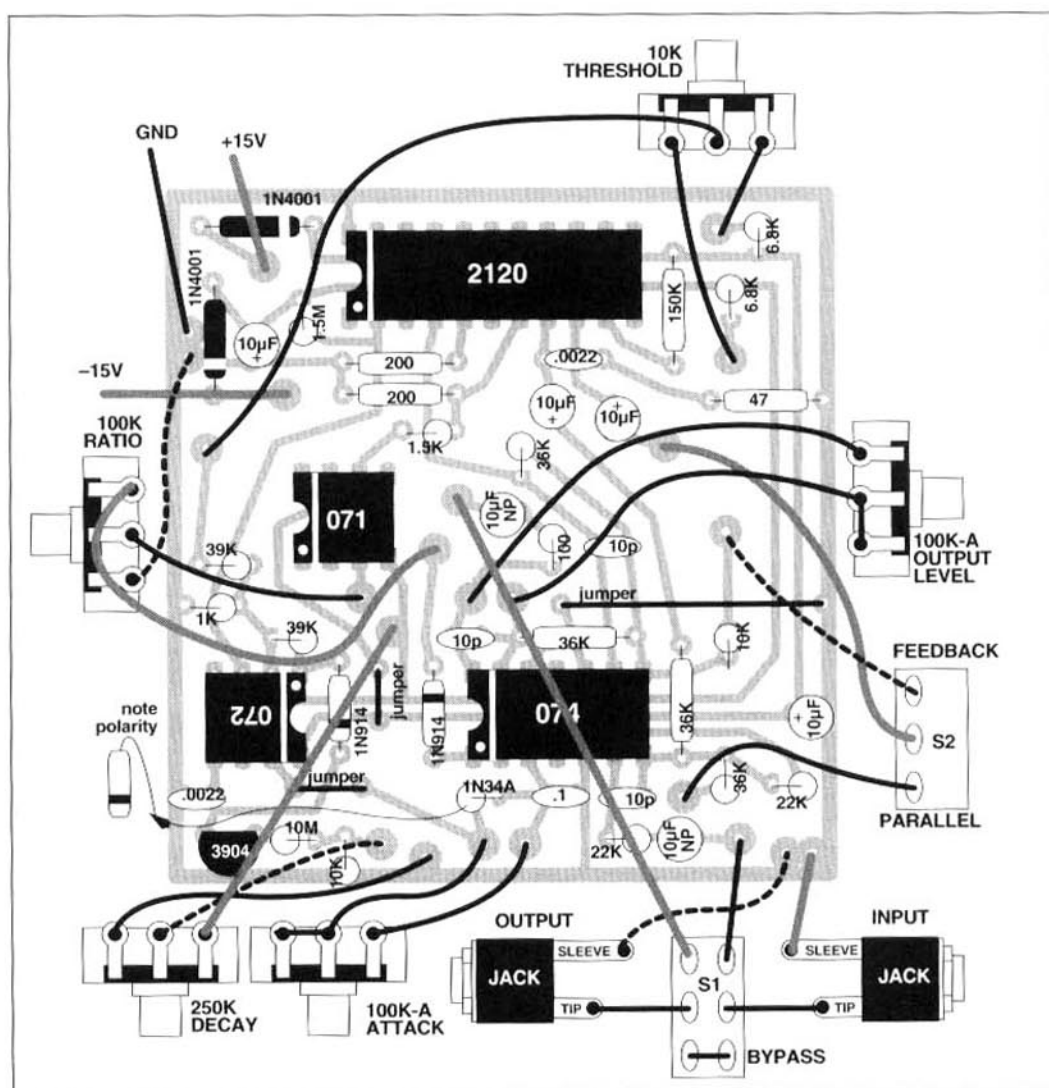 10K
THRESHOLD
GND
+15V
1N4001
2120
6.8K
1N4001
150K
6.8K
10µF
+
1.5M
200
.0022
−15V
200
10µF
+
+
10µF
47
100K
RATIO
1.5K
36K
071
10µF
NP
100
10p
100K-A
OUTPUT
LEVEL
39K
jumper
1K
39K
10p
36K
10K
FEEDBACK
072
1N914
jumper
1N914
074
36K
+
10µF
S2
note
polarity
jumper
1N34A
.0022
.1
10p
36K
22K
PARALLEL
3904
10M
10K
22K
10µF
NP
OUTPUT
INPUT
SLEEVE
SLEEVE
JACK
S1
JACK
TIP
TIP
250K
DECAY
100K-A
ATTACK
BYPASS